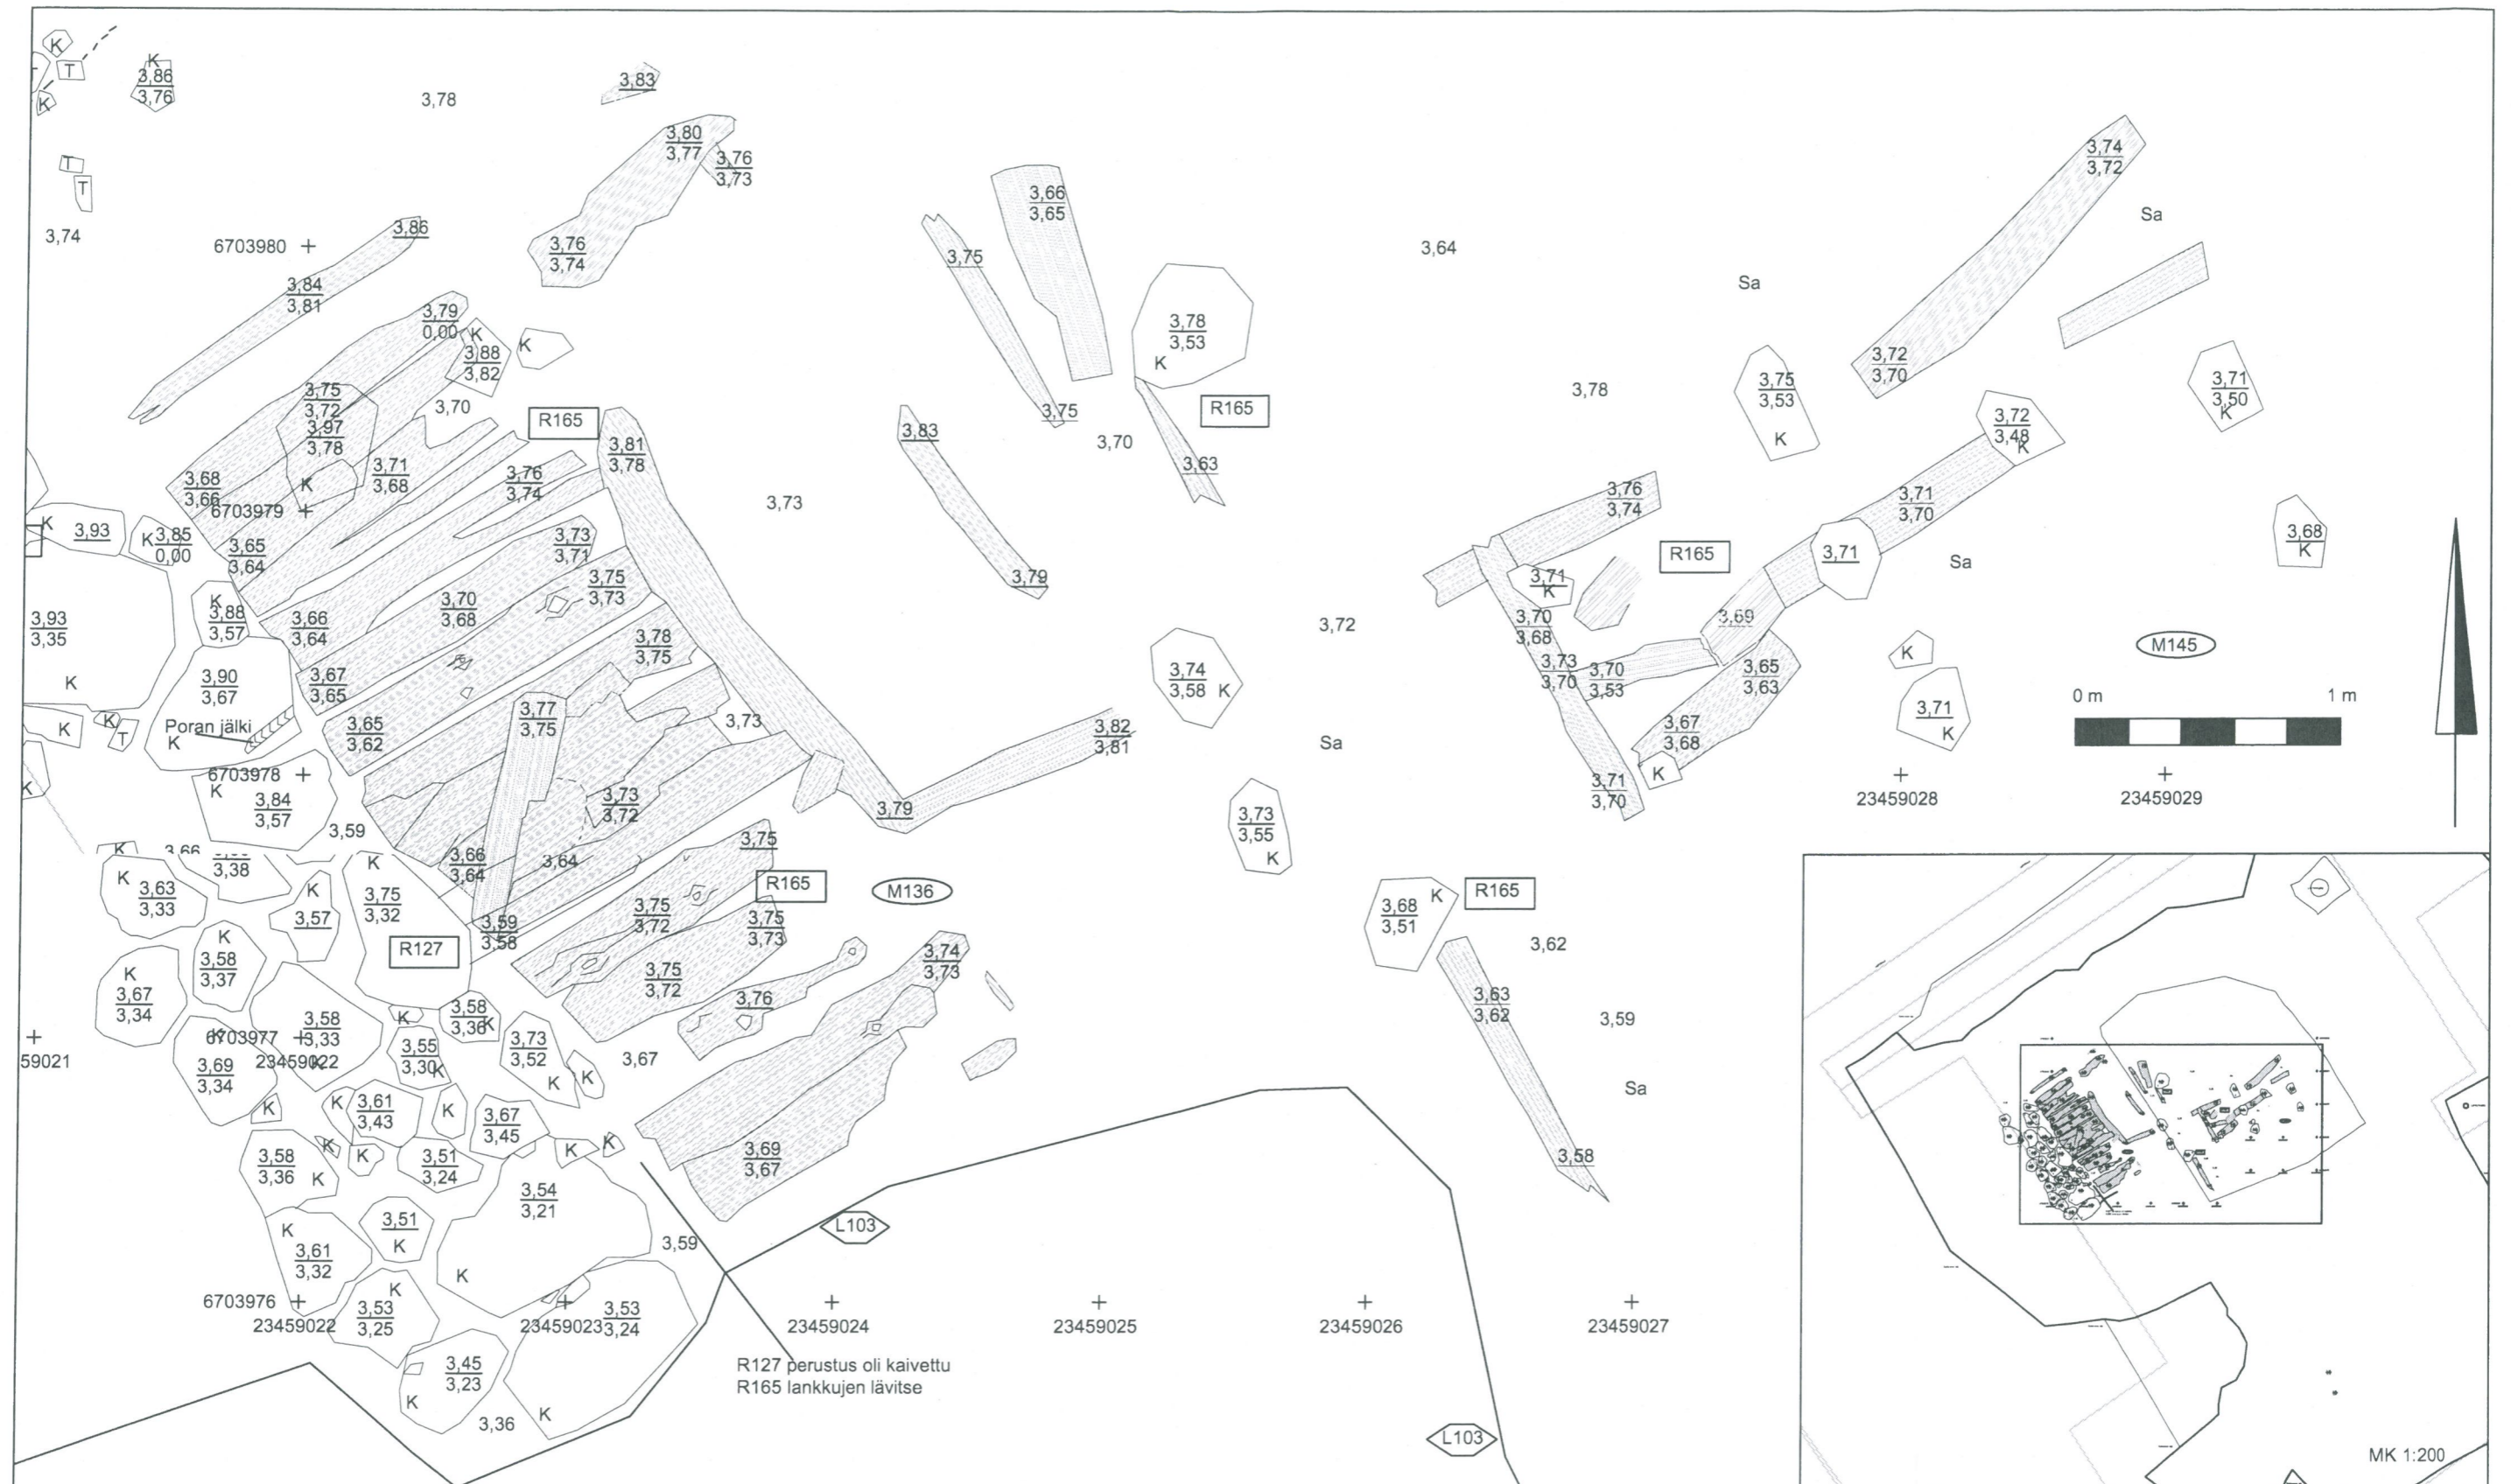 K
T
K
3,86
3,76
K
3,78
3,83
3,80
3,77
3,76
3,73
T
T
3,74
6703980
3,86
3,76
3,74
3,84
3,81
3,79
0,00
K
3,88
3,82
K
3,75
3,66
3,65
3,78
3,53
K
3,64
Sa
3,74
3,72
Sa
3,75
3,72
3,97
3,78
K
3,70
R165
3,81
3,78
3,83
3,75
3,70
R165
3,63
3,78
3,75
3,53
K
3,72
3,70
3,72
3,48
K
3,71
3,50
K
3,68
3,66
6703979
3,71
3,68
3,76
3,74
3,73
3,76
3,74
3,71
3,70
K
3,93
K
3,85
0,00
3,65
3,64
3,73
3,71
3,75
3,73
3,79
3,71
K
R165
3,71
Sa
3,68
K
3,93
3,35
K
K
3,88
3,57
3,66
3,64
3,70
3,68
3,78
3,75
3,72
3,70
3,68
3,69
K
M145
3,90
3,67
3,67
3,65
3,74
3,58
K
3,73
3,70
3,70
3,53
3,65
3,63
0 m
1 m
K
K
T
Poran jälki
K
3,65
3,62
3,77
3,75
3,73
3,82
3,81
Sa
3,67
3,68
K
3,71
K
K
6703978
K
3,84
3,57
3,59
3,73
3,72
3,79
3,73
3,55
K
3,71
3,70
23459028
23459029
K
3,66
3,38
K
3,66
3,64
3,64
3,75
K
3,63
3,33
K
3,57
3,75
3,32
R165
M136
3,68
3,51
K
R165
R127
3,59
3,58
3,75
3,72
3,75
3,73
3,62
K
3,58
3,37
K
3,67
3,34
3,75
3,72
3,76
3,74
3,73
3,63
3,62
3,59
59021
6703977
K
23459022
3,58
3,33
K
K
3,58
3,36
K
3,55
3,30
K
3,73
3,52
K
K
3,67
Sa
3,69
3,34
K
K
3,61
3,43
K
3,67
3,45
K
K
3,58
3,36
K
K
K
3,51
3,24
3,69
3,67
3,58
3,54
3,21
K
K
3,61
3,32
3,51
K
3,59
L103
6703976
23459022
K
3,53
3,25
23459023
3,53
3,24
23459024
23459025
23459026
23459027
3,45
3,23
K
3,36
K
R127 perustus oli kaivettu
R165 lankkujen lävitse
L103
MK 1:200